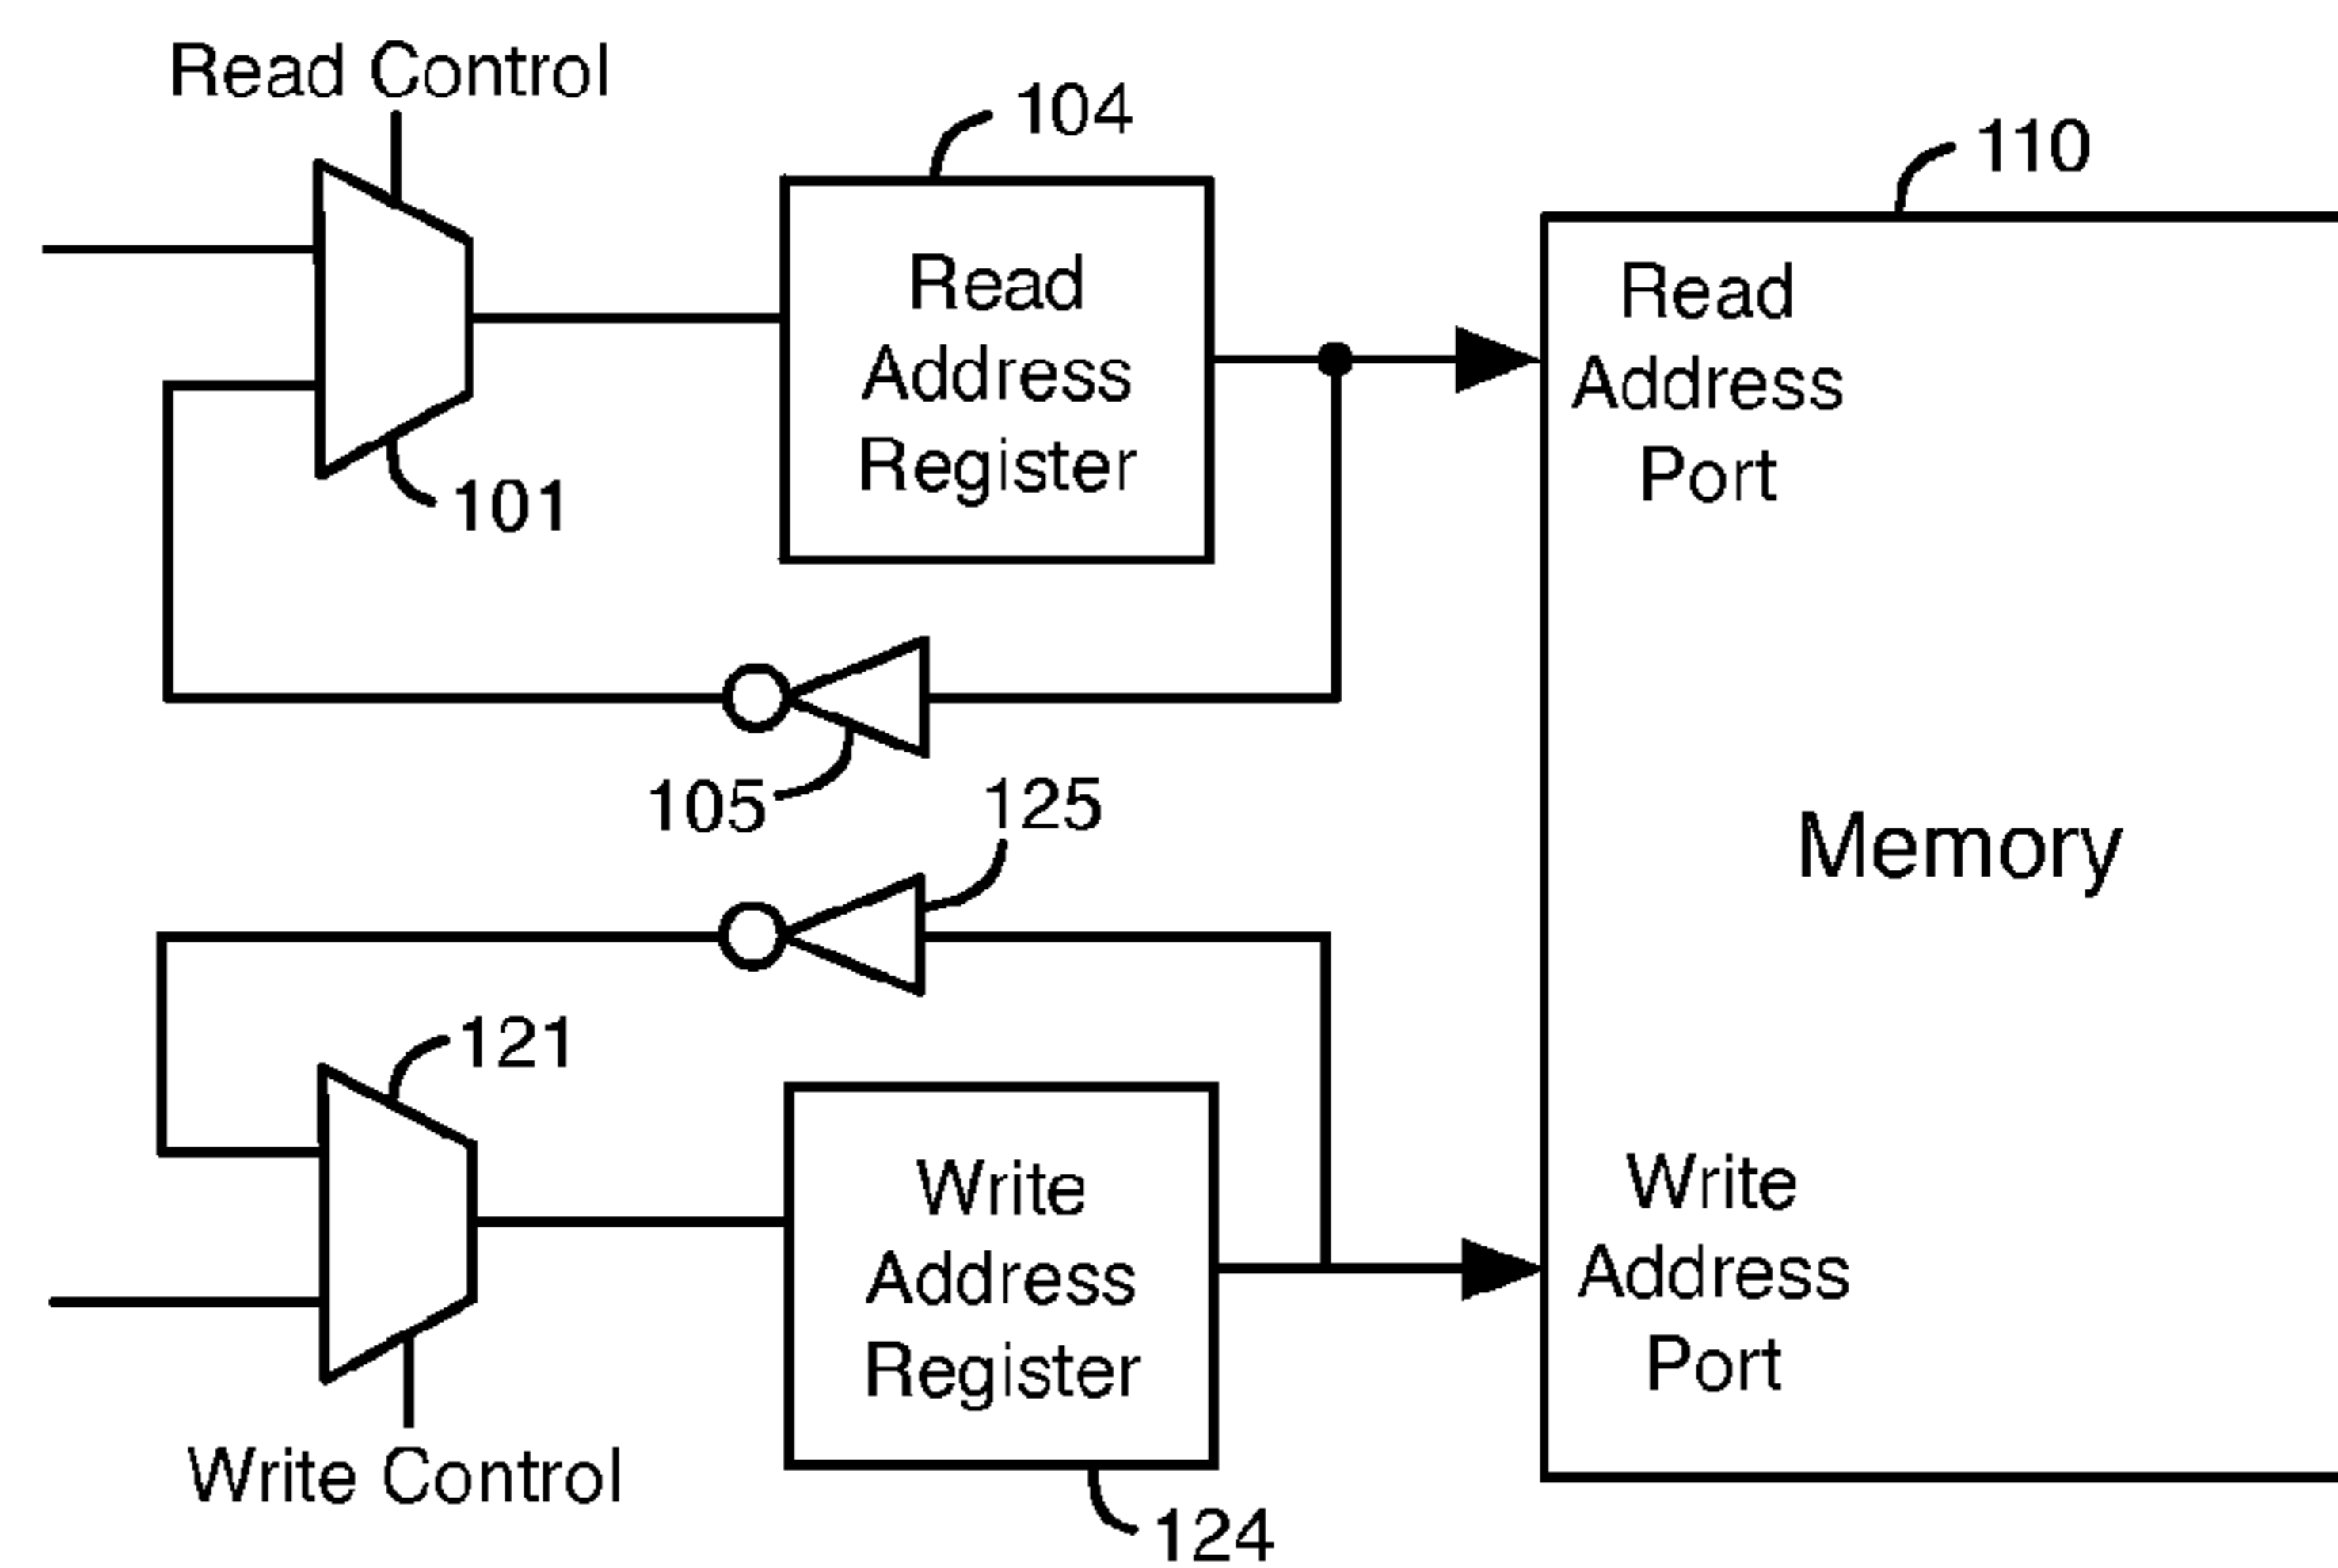 Read Control
104
110
Read
Address
Register
Read
Address
Port
101
105
125
Memory
121
Write
Address
Register
Write
Address
Port
Write Control
124